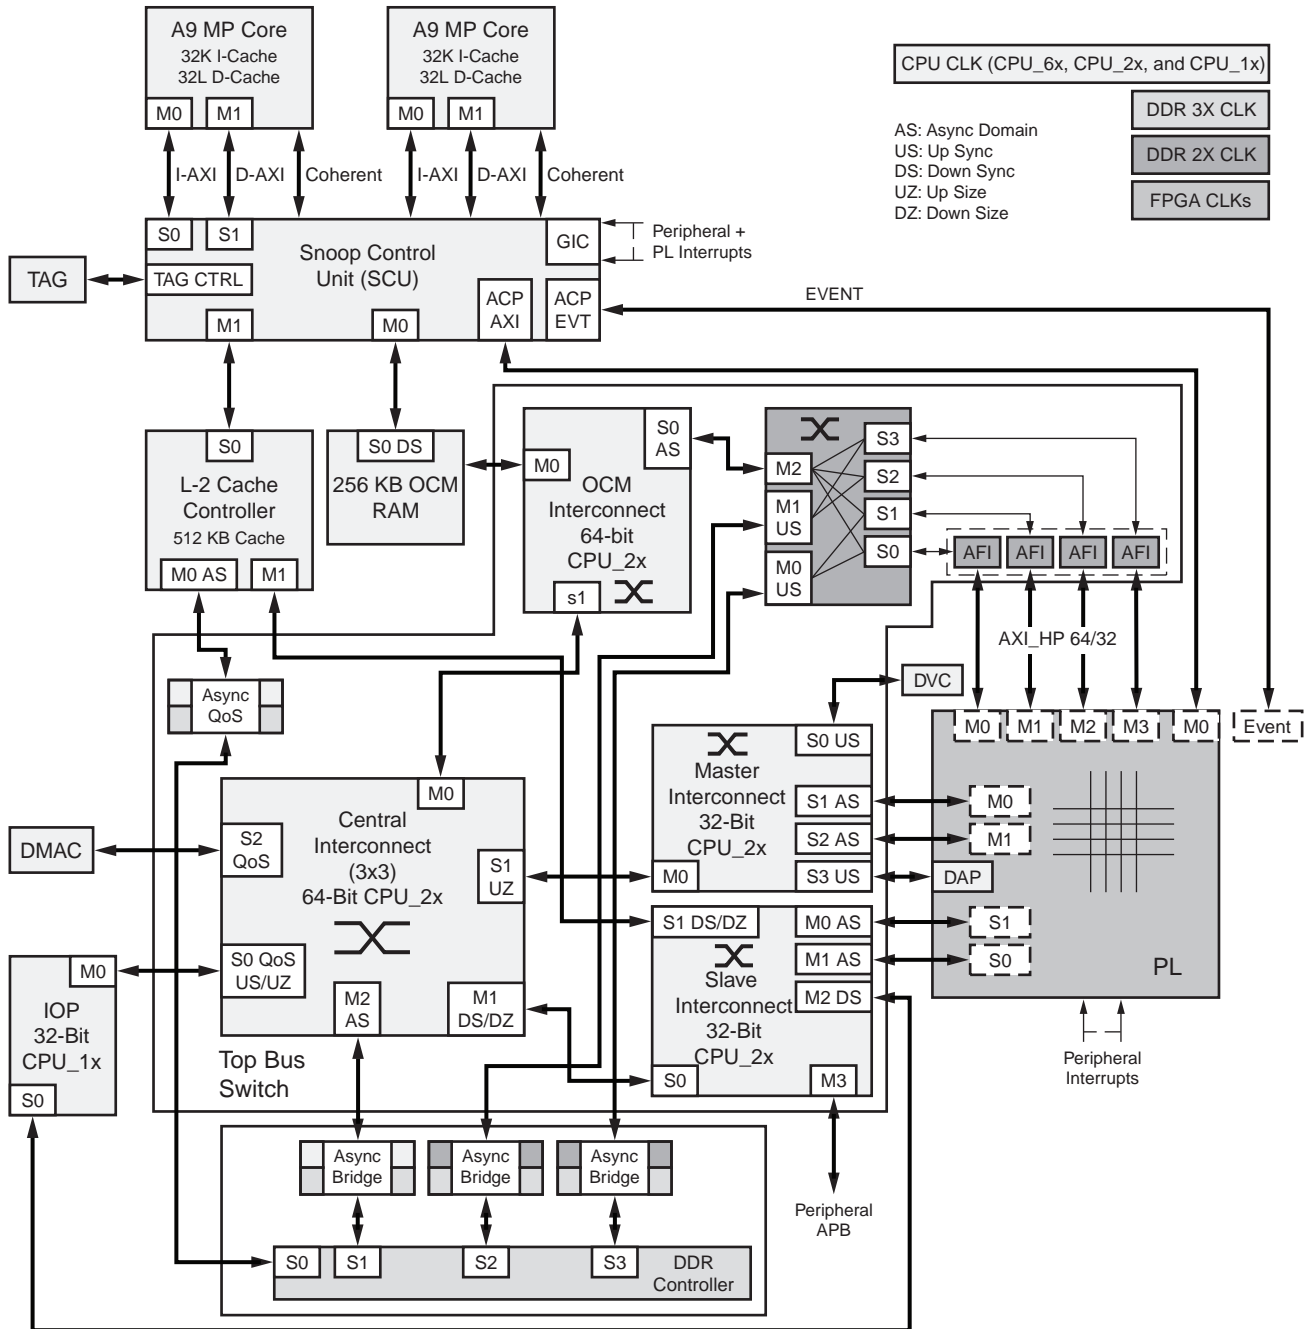 A9 MP Core
32K I-Cache
32L D-Cache
M0
M1
A9 MP Core
32K I-Cache
32L D-Cache
M0
M1
CPU CLK (CPU_6x, CPU_2x, and CPU_1x)
DDR 3X CLK
DDR 2X CLK
FPGA CLKs
AS: Async Domain
US: Up Sync
DS: Down Sync
UZ: Up Size
DZ: Down Size
I-AXI
D-AXI
Coherent
I-AXI
D-AXI
Coherent
S0
S1
Snoop Control
Unit (SCU)
GIC
Peripheral +
PL Interrupts
TAG
TAG CTRL
M1
M0
ACP
AXI
ACP
EVT
EVENT
S0
L-2 Cache
Controller
512 KB Cache
M0 AS
M1
S0 DS
256 KB OCM
RAM
M0
S0
AS
OCM
Interconnect
64-bit
CPU_2x
s1
M2
M1
US
M0
US
S3
S2
S1
S0
AFI
AFI
AFI
AFI
AXI_HP 64/32
Async
QoS
DVC
M0
M1
M2
M3
M0
Event
M0
Central
Interconnect
(3x3)
64-Bit CPU_2x
S2
QoS
S1
UZ
S0 QoS
US/UZ
M2
AS
M1
DS/DZ
DMAC
S0 US
Master
Interconnect
32-Bit
CPU_2x
S1 AS
S2 AS
M0
S3 US
M0
M1
DAP
S1
S0
PL
S1 DS/DZ
M0 AS
M1 AS
M2 DS
Slave
Interconnect
32-Bit
CPU_2x
S0
M3
M0
IOP
32-Bit
CPU_1x
S0
Top Bus
Switch
Peripheral
Interrupts
Async
Bridge
Async
Bridge
Async
Bridge
Peripheral
APB
S0
S1
S2
S3
DDR
Controller